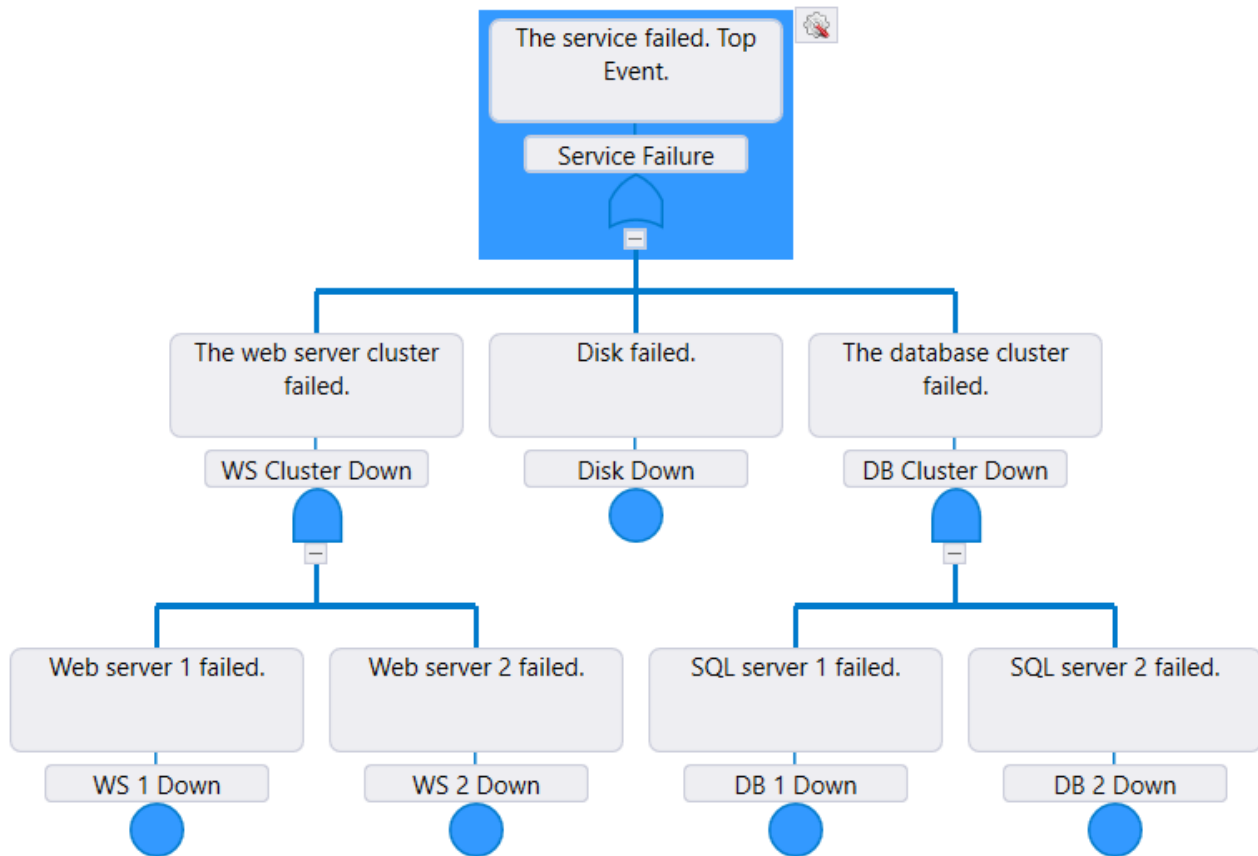 The service failed. Top
Event.
Service Failure
The web server cluster
failed.
Disk failed.
The database cluster
failed.
WS Cluster Down
Disk Down
DB Cluster Down
Web server 1 failed.
Web server 2 failed.
SQL server 1 failed.
SQL server 2 failed.
WS 1 Down
WS 2 Down
DB 1 Down
DB 2 Down